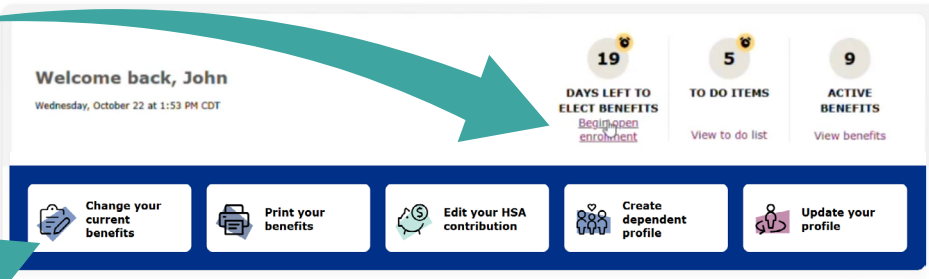 Welcome back, John
Wednesday, October 22 at 1:53 PM CDT
19
DAYS LEFT TO
ELECT BENEFITS
Begin open
enrollment
5
TO DO ITEMS
View to do list
9
ACTIVE
BENEFITS
View benefits
Change your
current
benefits
Print your
benefits
Edit your HSA
contribution
Create
dependent
profile
Update your
profile